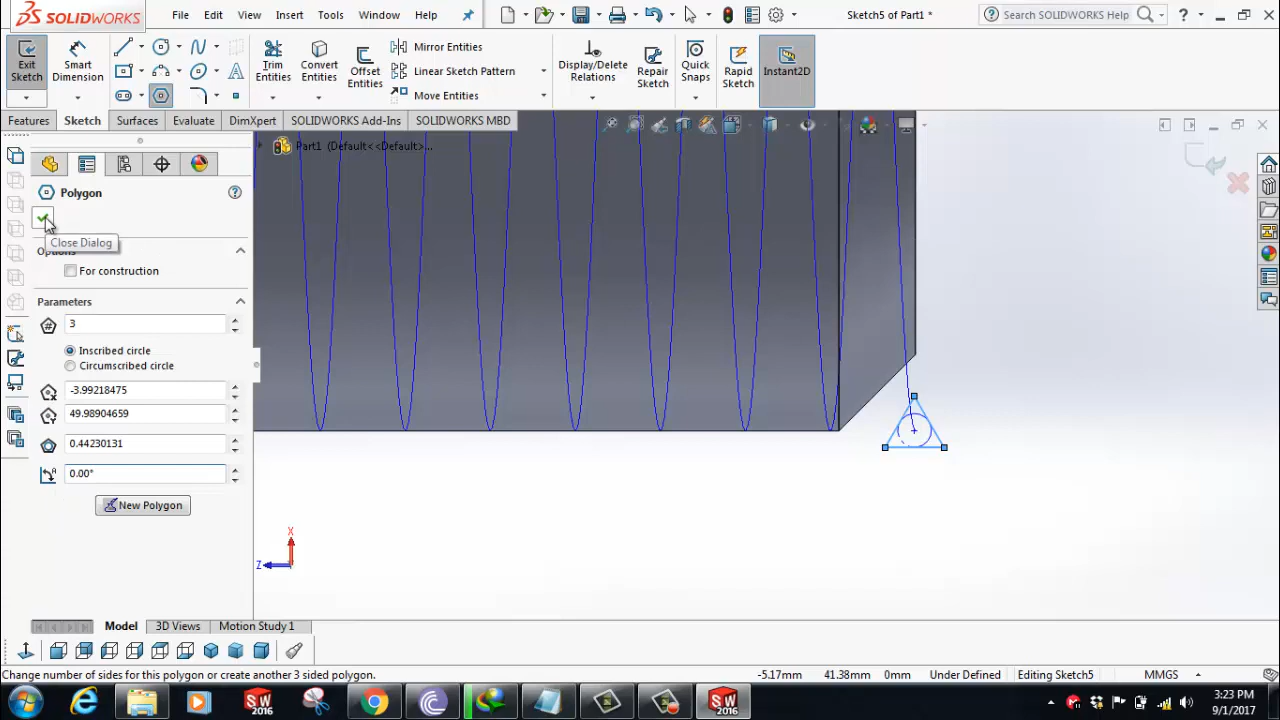 SOLIDWORKS
File Edit View Insert Tools Window Help
Sketch5 of Part1 *
Search SOLIDWORKS Help
Exit Sketch
Smart Dimension
Trim Entities
Convert Entities
Offset Entities
Mirror Entities
Linear Sketch Pattern
Move Entities
Display/Delete Relations
Repair Sketch
Quick Snaps
Rapid Sketch
Instant2D
Features Sketch Surfaces Evaluate DimXpert SOLIDWORKS Add-Ins SOLIDWORKS MBD
Part1 (Default<<Default>...
Polygon
Close Dialog
Options
For construction
Parameters
3
Inscribed circle
Circumscribed circle
-3.99218475
49.98904659
0.44230131
0.00°
New Polygon
X
Z
Model 3D Views Motion Study 1
Change number of sides for this polygon or create another 3 sided polygon.
-5.17mm 41.38mm 0mm Under Defined Editing Sketch5 MMGS
SW 2016
SW 2016
3:23 PM
9/1/2017